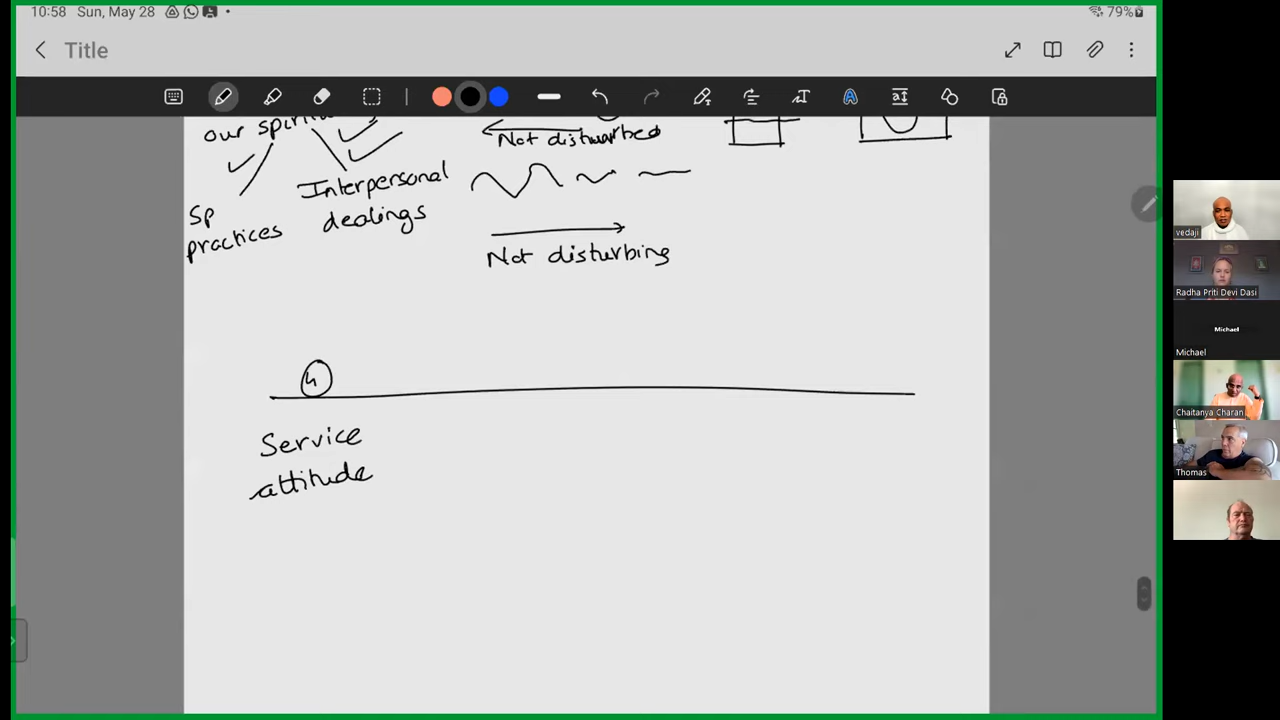 10:58 Sun, May 28
79%
Title
our spiritu
Not disturbed
Sp
practices
Interpersonal
dealings
Not disturbing
4
Service
attitude
vedaji
Radha Priti Devi Dasi
Michael
Michael
Chaitanya Charan
Thomas